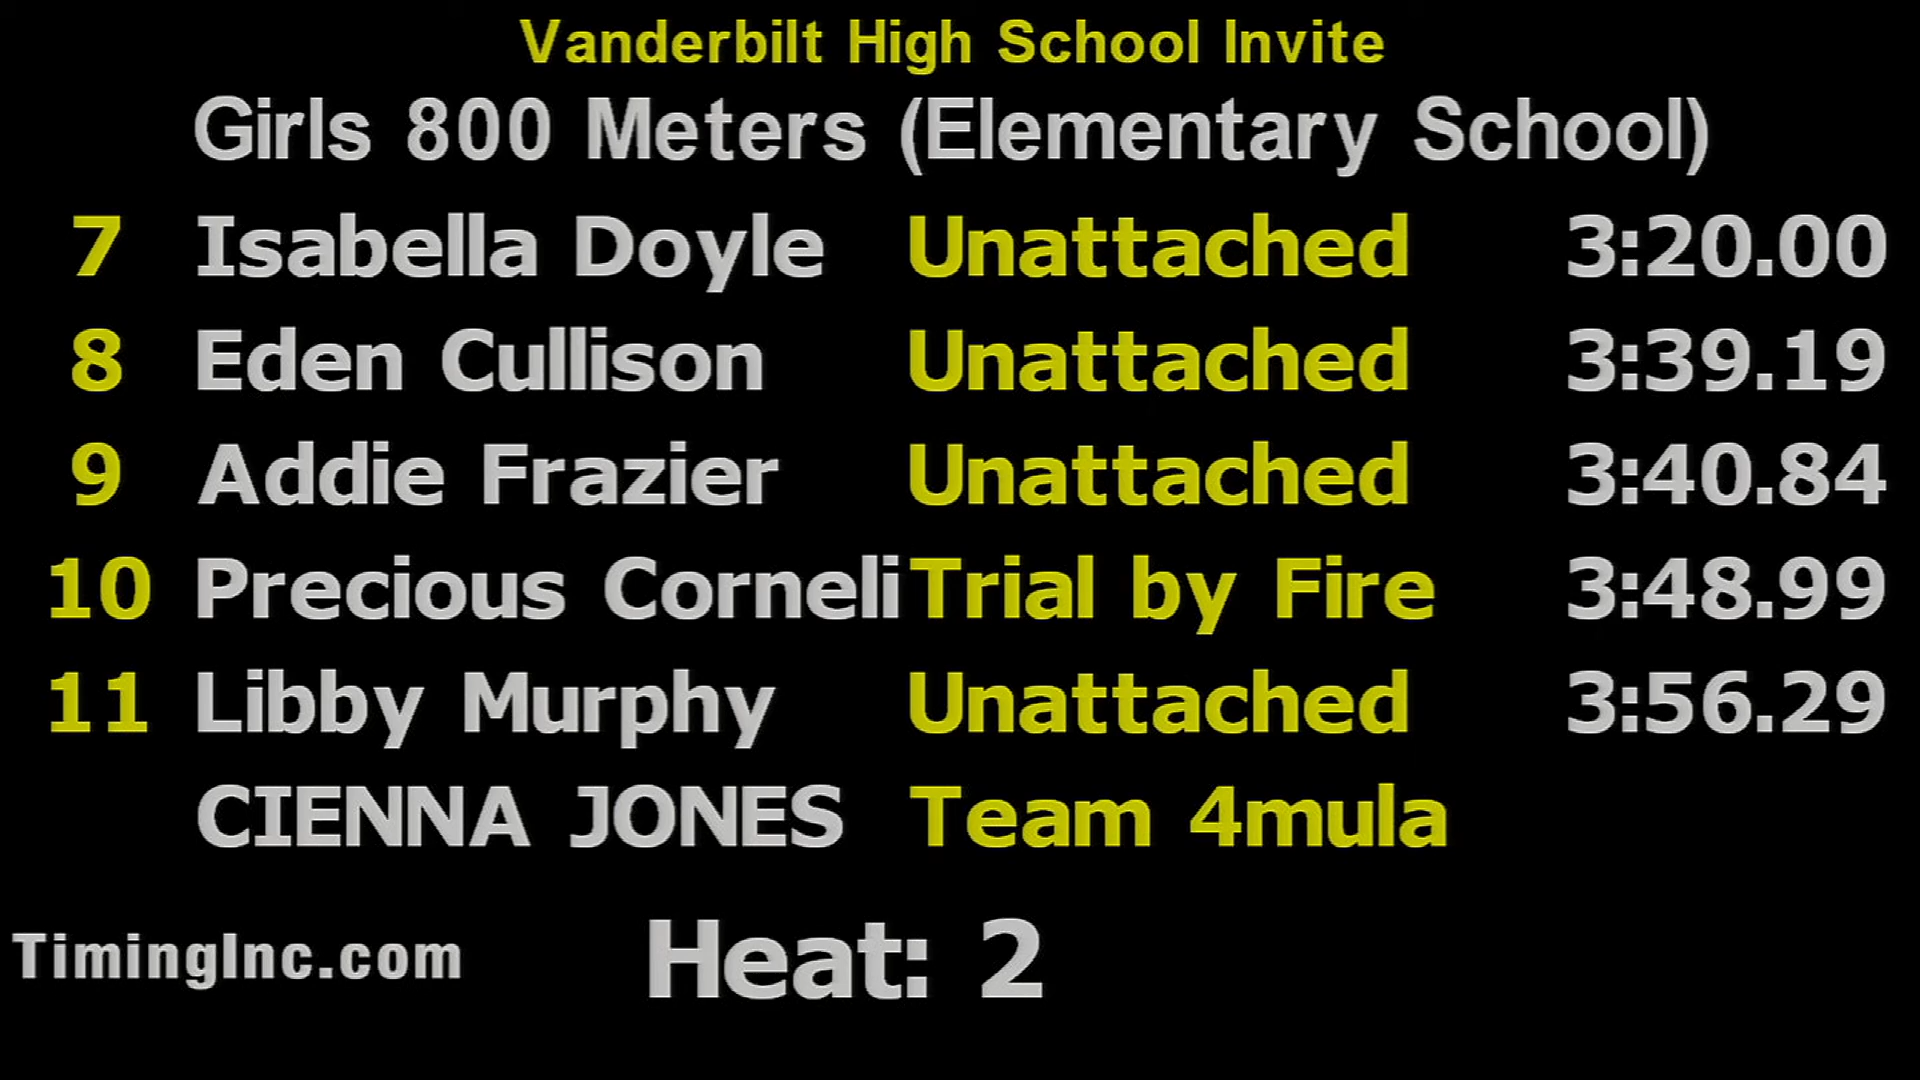 Vanderbilt High School Invite
Girls 800 Meters (Elementary School)
7 Isabella Doyle Unattached 3:20.00
8 Eden Cullison Unattached 3:39.19
9 Addie Frazier Unattached 3:40.84
10 Precious Corneli Trial by Fire 3:48.99
11 Libby Murphy Unattached 3:56.29
CIENNA JONES Team 4mula
TimingInc.com Heat: 2